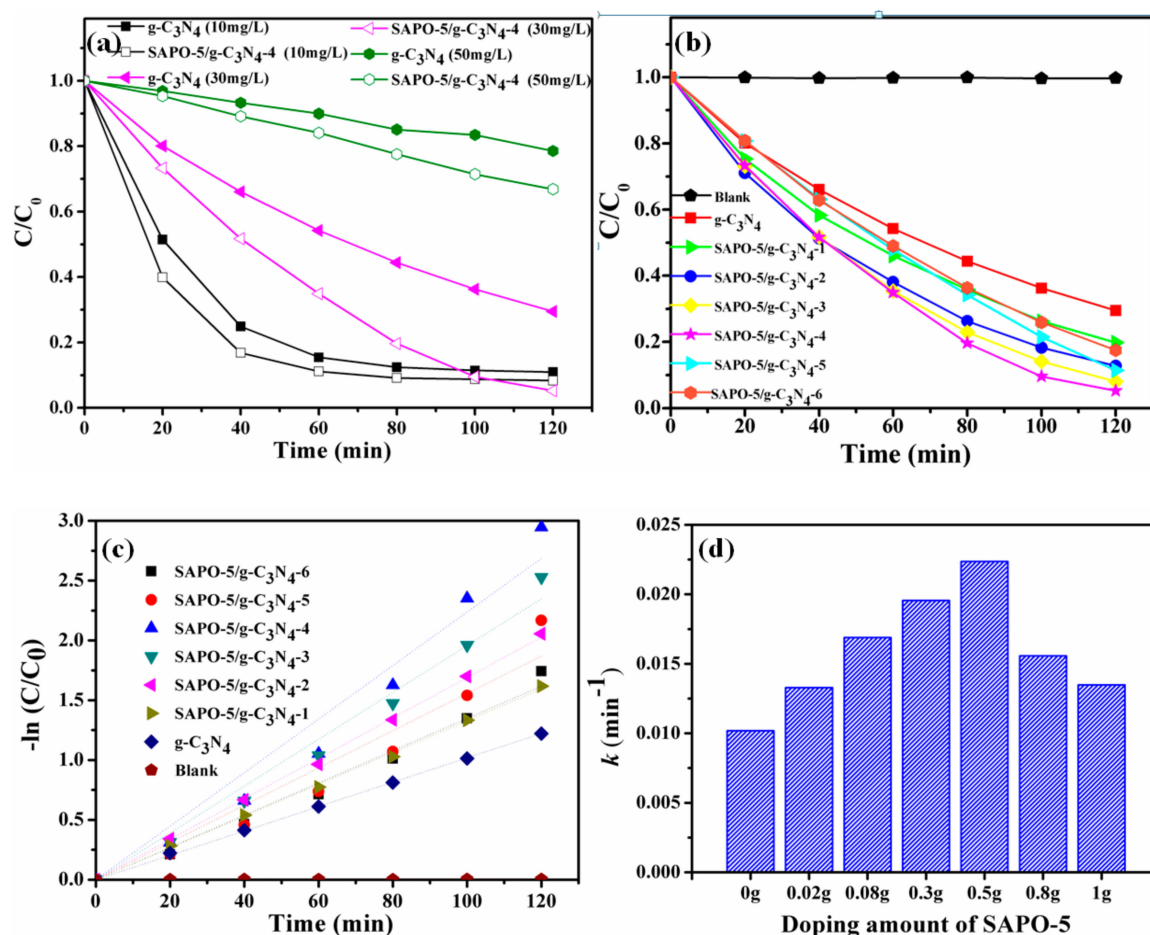 (a)
g-C3N4 (10mg/L)
SAPO-5/g-C3N4-4 (10mg/L)
g-C3N4 (30mg/L)
SAPO-5/g-C3N4-4 (30mg/L)
g-C3N4 (50mg/L)
SAPO-5/g-C3N4-4 (50mg/L)
C/C0
1.0
0.8
0.6
0.4
0.2
0.0
0 20 40 60 80 100 120
Time (min)
(b)
C/C0
1.0
0.8
0.6
0.4
0.2
0.0
Blank
g-C3N4
SAPO-5/g-C3N4-1
SAPO-5/g-C3N4-2
SAPO-5/g-C3N4-3
SAPO-5/g-C3N4-4
SAPO-5/g-C3N4-5
SAPO-5/g-C3N4-6
0 20 40 60 80 100 120
Time (min)
(c)
-ln (C/C0)
3.0
2.5
2.0
1.5
1.0
0.5
0.0
SAPO-5/g-C3N4-6
SAPO-5/g-C3N4-5
SAPO-5/g-C3N4-4
SAPO-5/g-C3N4-3
SAPO-5/g-C3N4-2
SAPO-5/g-C3N4-1
g-C3N4
Blank
0 20 40 60 80 100 120
Time (min)
(d)
k (min-1)
0.025
0.020
0.015
0.010
0.005
0.000
0g 0.02g 0.08g 0.3g 0.5g 0.8g 1g
Doping amount of SAPO-5